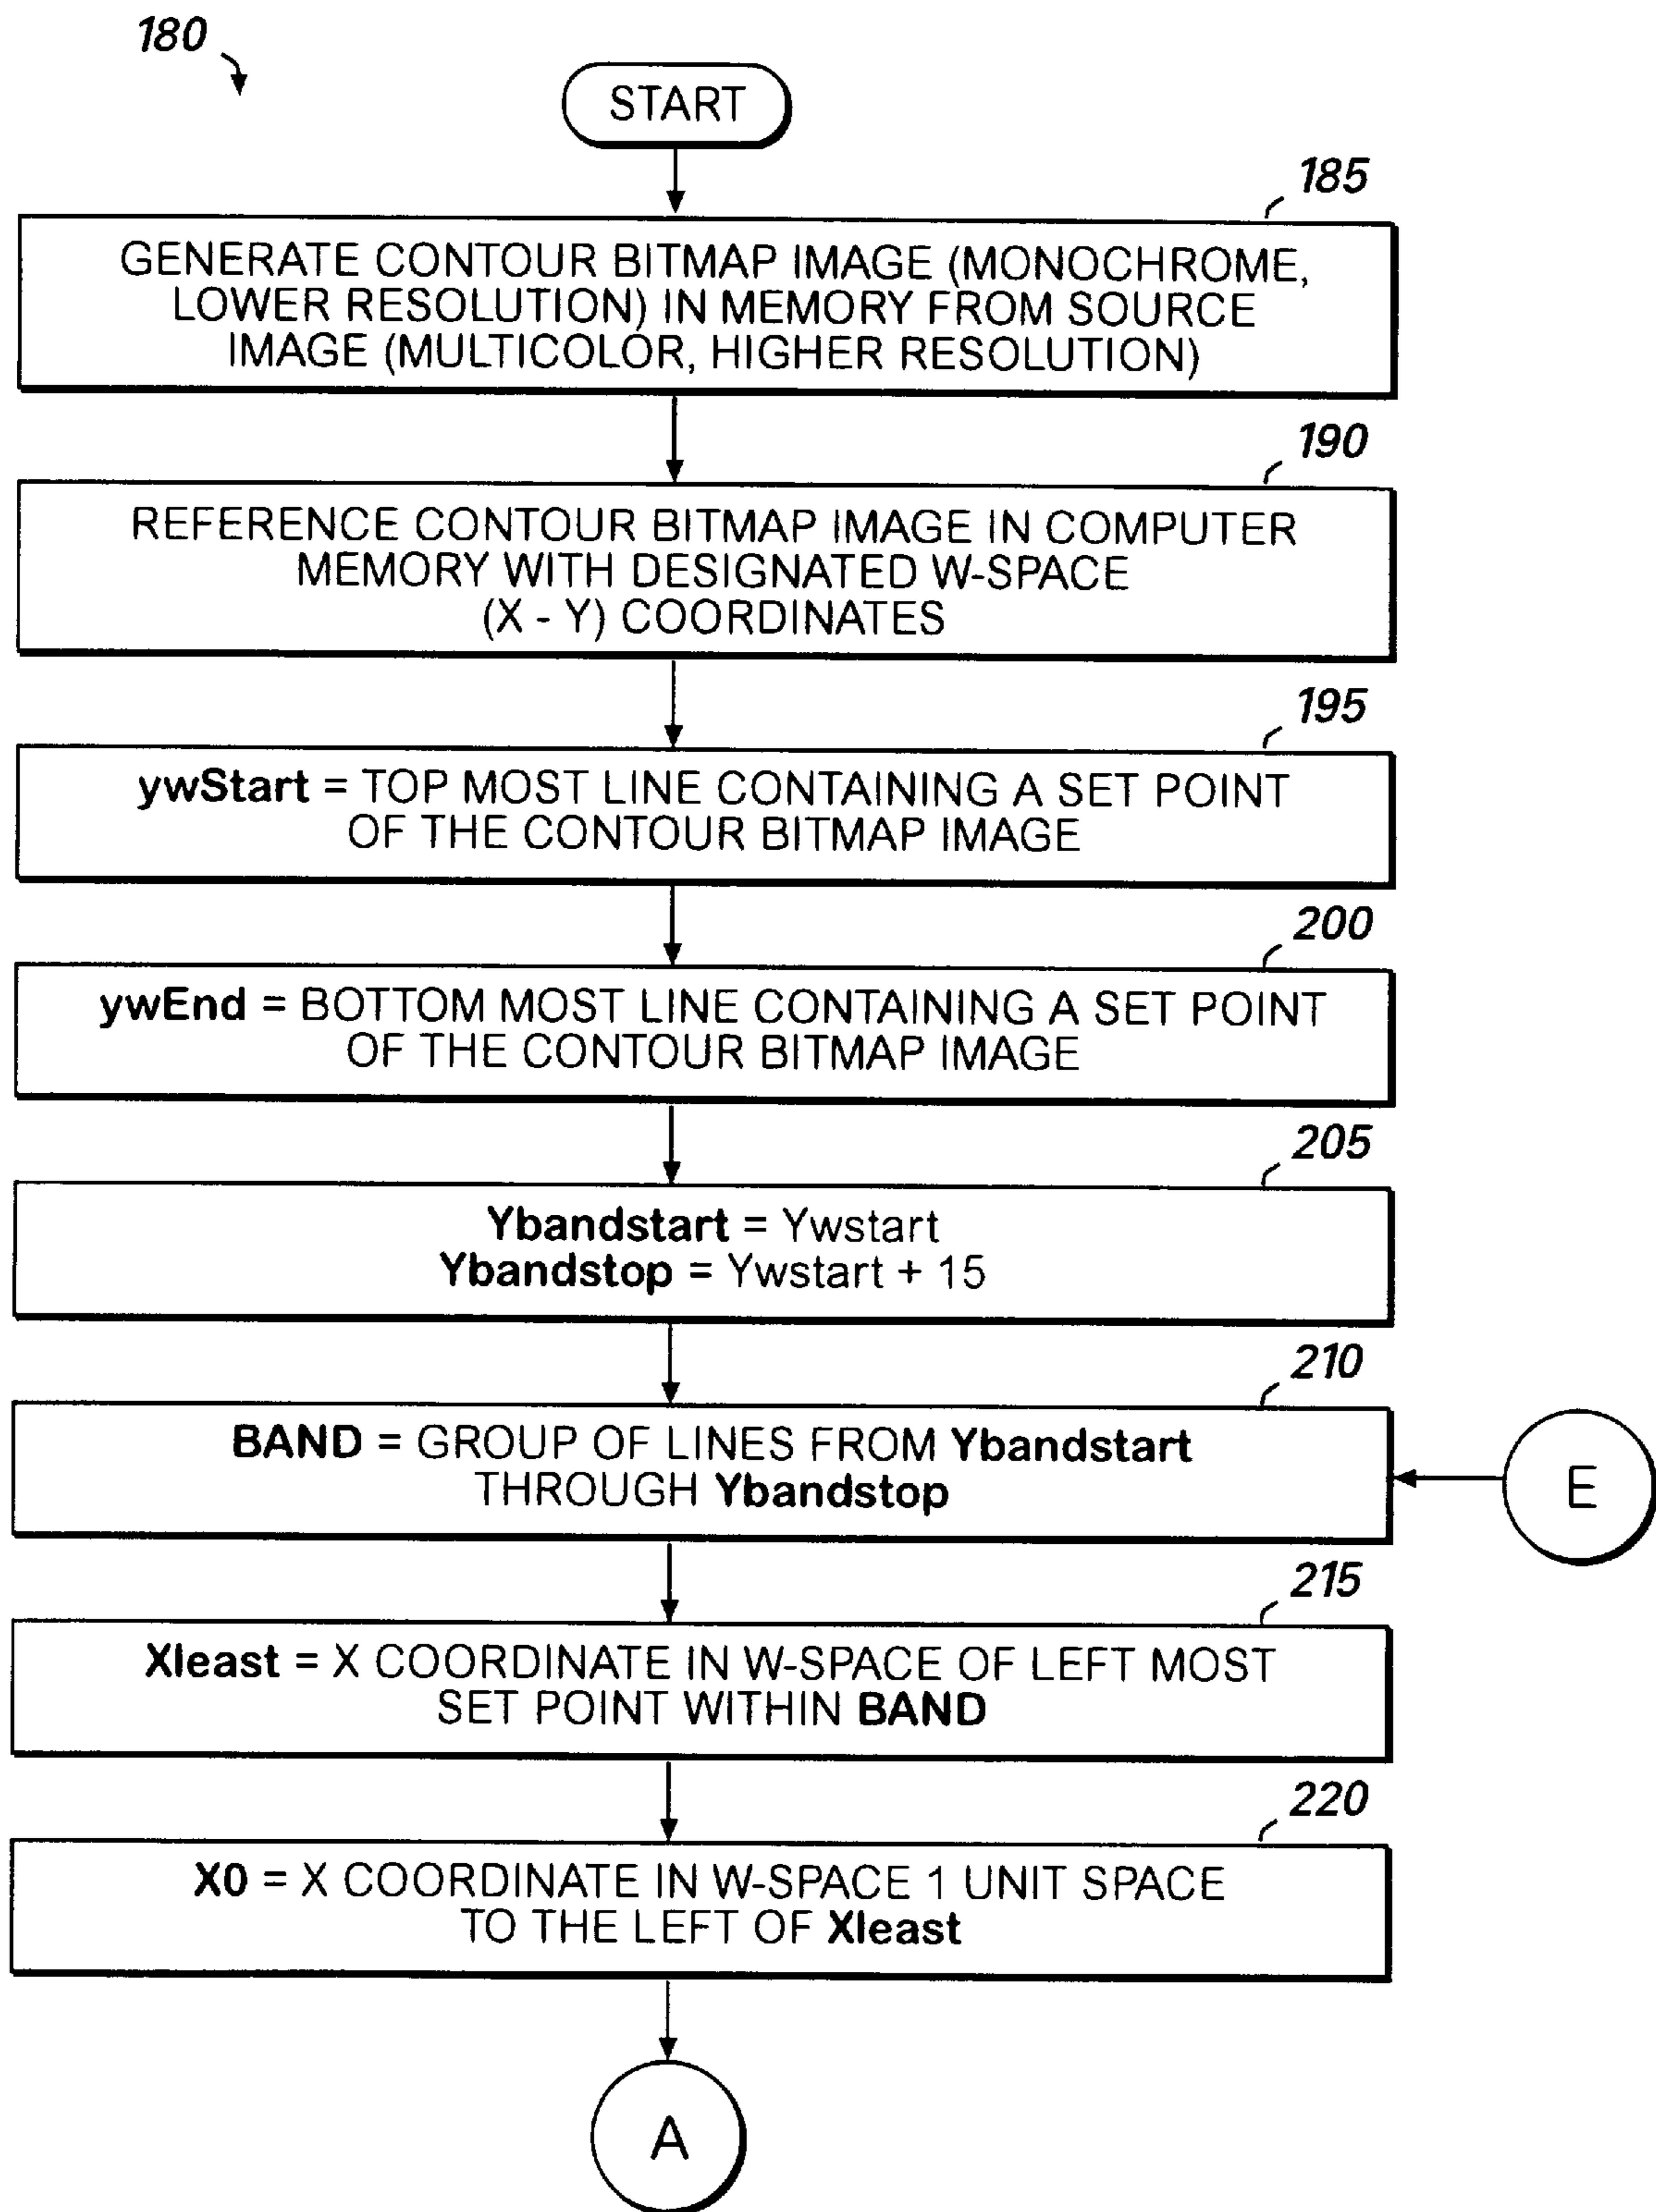 180
START
185
GENERATE CONTOUR BITMAP IMAGE (MONOCHROME,
LOWER RESOLUTION) IN MEMORY FROM SOURCE
IMAGE (MULTICOLOR, HIGHER RESOLUTION)
190
REFERENCE CONTOUR BITMAP IMAGE IN COMPUTER
MEMORY WITH DESIGNATED W-SPACE
(X - Y) COORDINATES
195
ywStart = TOP MOST LINE CONTAINING A SET POINT
OF THE CONTOUR BITMAP IMAGE
200
ywEnd = BOTTOM MOST LINE CONTAINING A SET POINT
OF THE CONTOUR BITMAP IMAGE
205
Ybandstart = Ywstart
Ybandstop = Ywstart + 15
210
BAND = GROUP OF LINES FROM Ybandstart
THROUGH Ybandstop
E
215
Xleast = X COORDINATE IN W-SPACE OF LEFT MOST
SET POINT WITHIN BAND
220
X0 = X COORDINATE IN W-SPACE 1 UNIT SPACE
TO THE LEFT OF Xleast
A